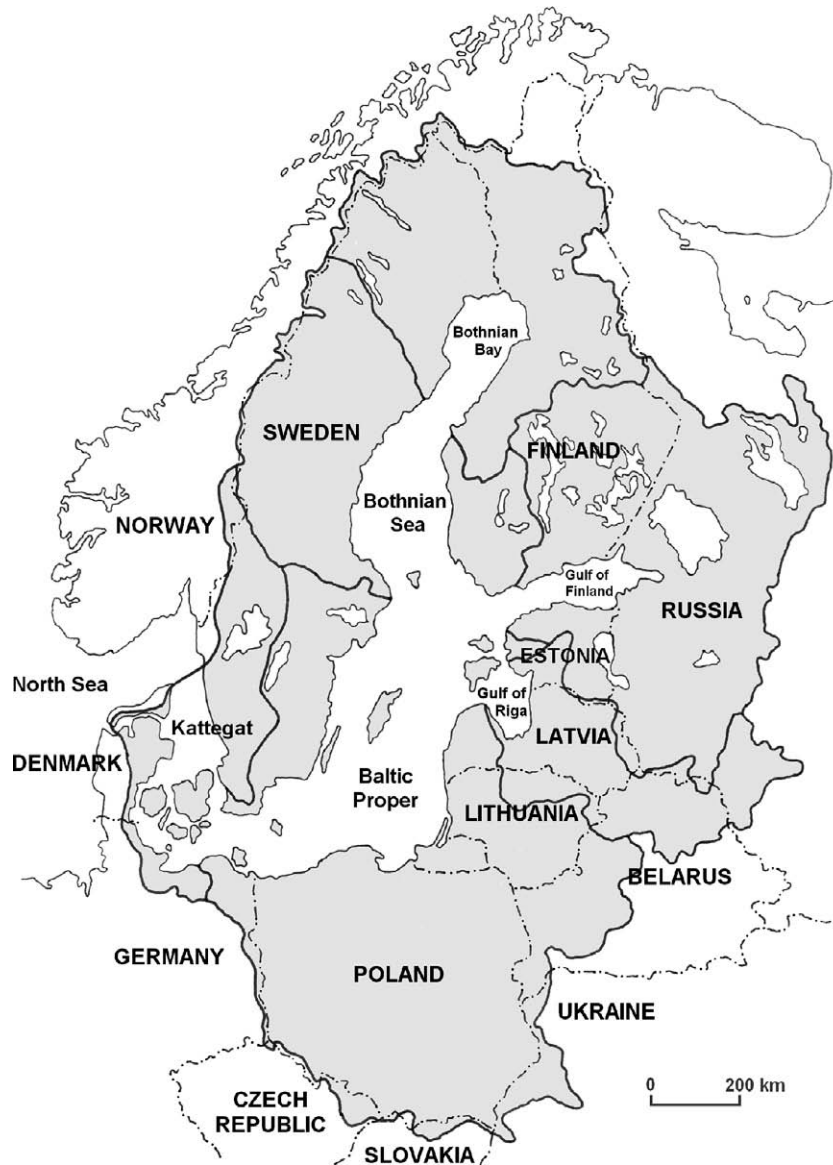 Bothnian
Bay
SWEDEN
FINLAND
Bothnian
Sea
NORWAY
Gulf of
Finland
RUSSIA
ESTONIA
North Sea
Gulf of
Riga
Kattegat
LATVIA
DENMARK
Baltic
Proper
LITHUANIA
BELARUS
GERMANY
POLAND
UKRAINE
0 200 km
CZECH
REPUBLIC
SLOVAKIA